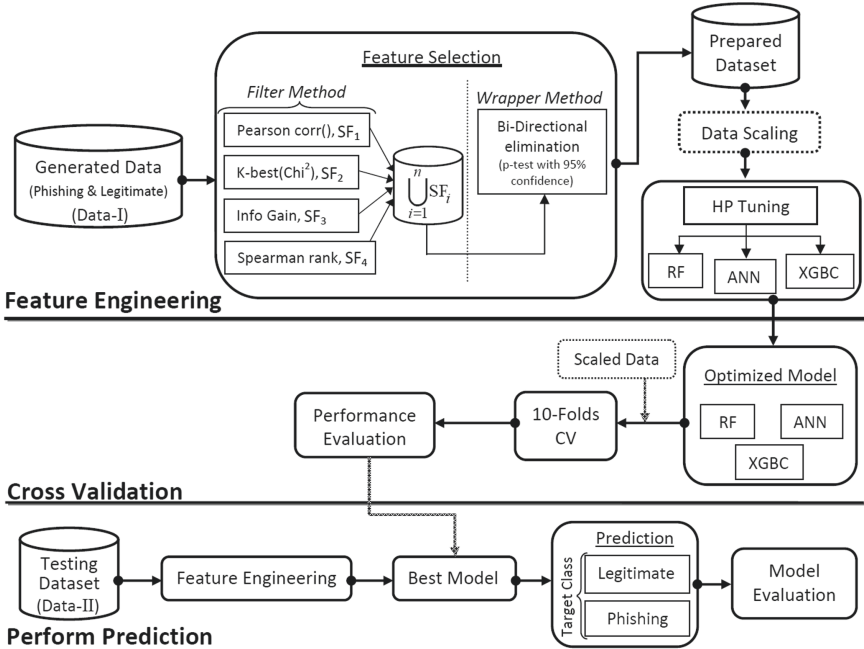 Feature Selection
Filter Method
Pearson corr(), SF₁
K-best(Chi²), SF₂
Info Gain, SF₃
Spearman rank, SF₄
n
⋃SFᵢ
i=1
Wrapper Method
Bi-Directional
elimination
(p-test with 95%
confidence)
Generated Data
(Phishing & Legitimate)
(Data-I)
Prepared
Dataset
Data Scaling
HP Tuning
RF
ANN
XGBC
Feature Engineering
Scaled Data
Optimized Model
RF
ANN
XGBC
10-Folds
CV
Performance
Evaluation
Cross Validation
Testing
Dataset
(Data-II)
Feature Engineering
Best Model
Prediction
Target Class
Legitimate
Phishing
Model
Evaluation
Perform Prediction